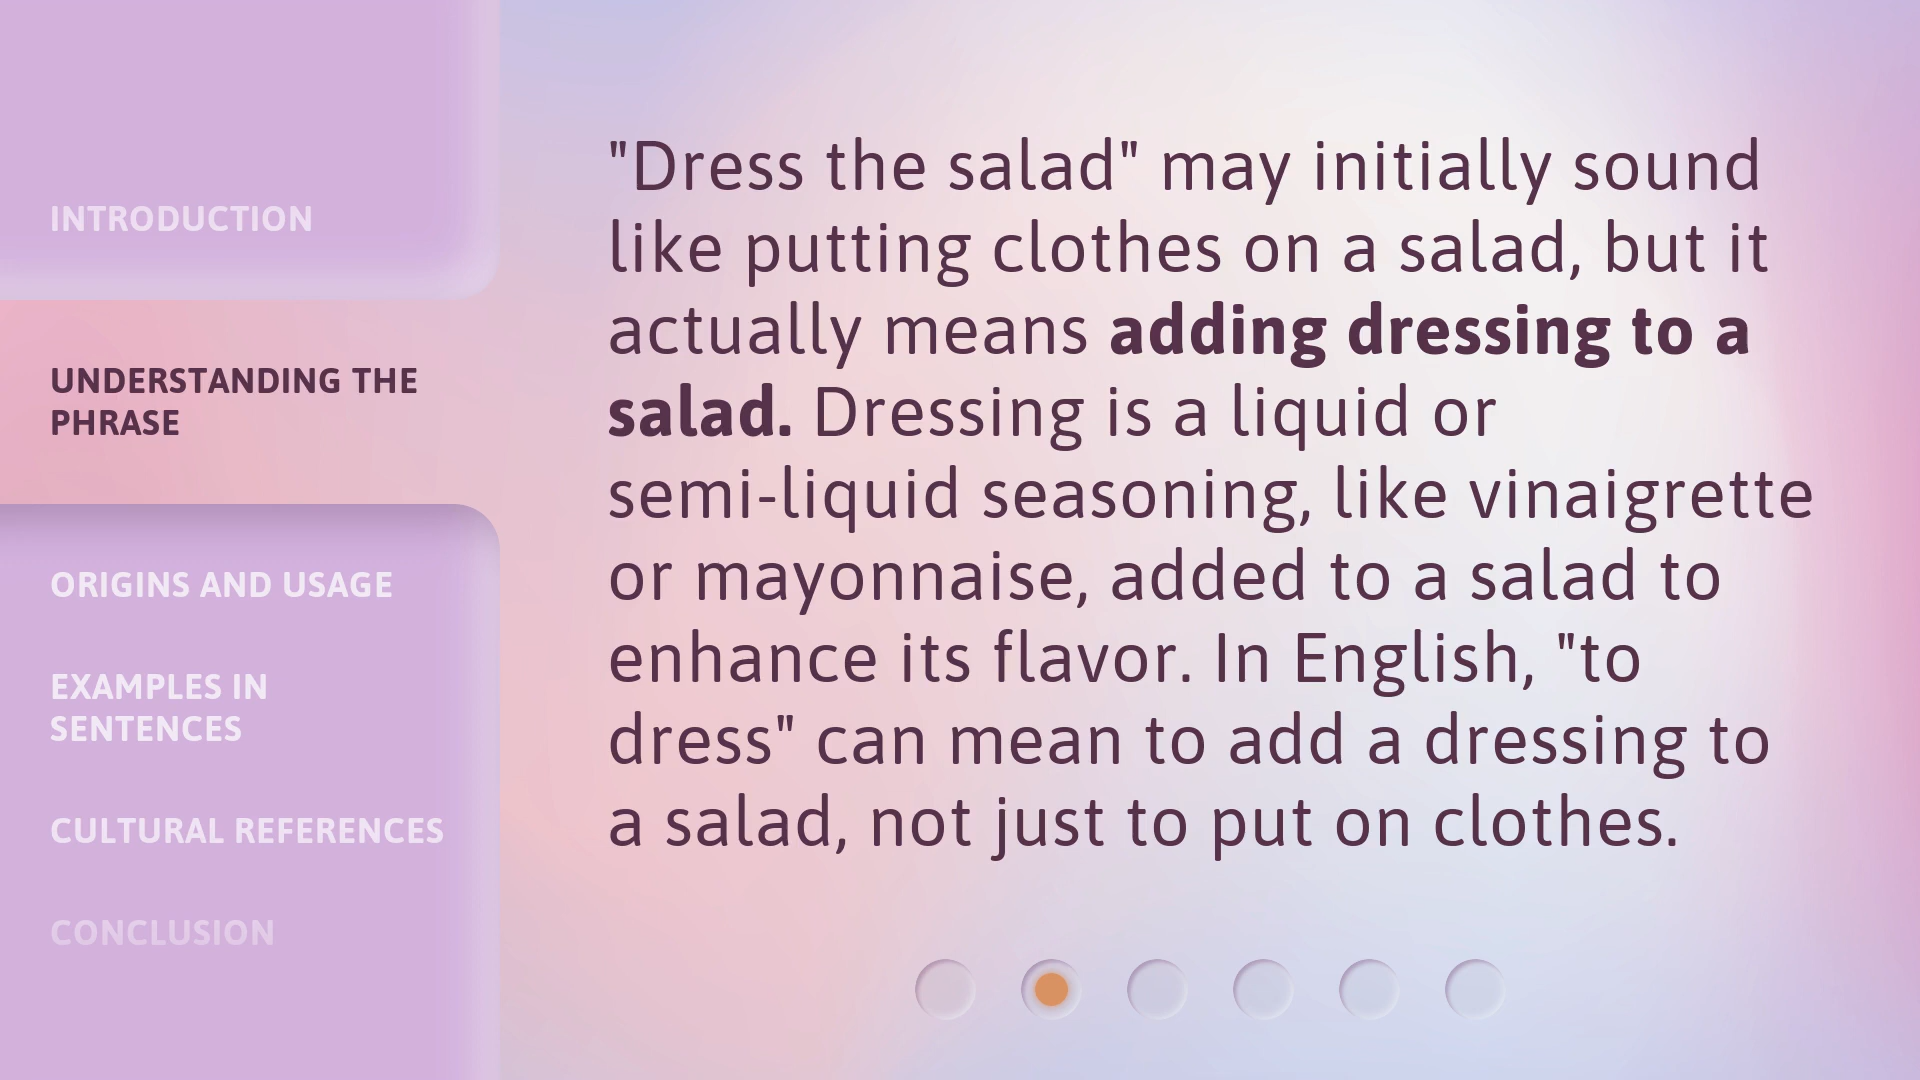 INTRODUCTION
UNDERSTANDING THE
PHRASE
ORIGINS AND USAGE
EXAMPLES IN
SENTENCES
CULTURAL REFERENCES
CONCLUSION
"Dress the salad" may initially sound
like putting clothes on a salad, but it
actually means adding dressing to a
salad. Dressing is a liquid or
semi-liquid seasoning, like vinaigrette
or mayonnaise, added to a salad to
enhance its flavor. In English, "to
dress" can mean to add a dressing to
a salad, not just to put on clothes.